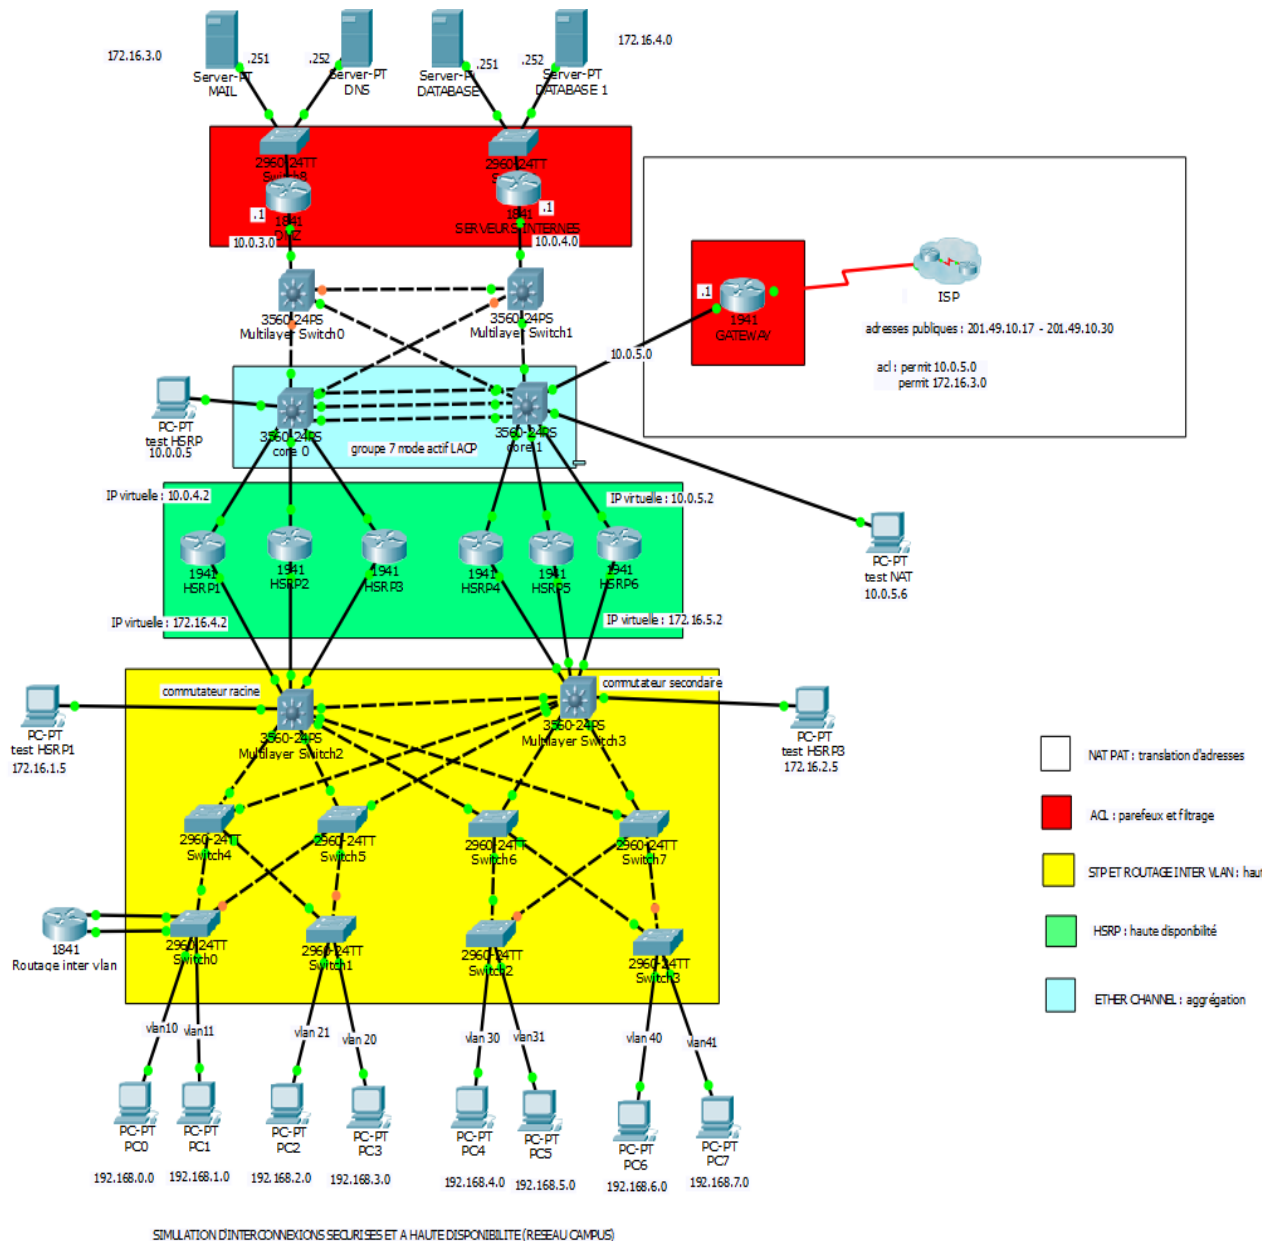 172.16.3.0
.251
.252
Server-PT
MAIL
Server-PT
DNS
.251
.252
172.16.4.0
Server-PT
DATABASE
Server-PT
DATABASE 1
2960-24TT
Switch8
2960-24TT
.1
1841
DMZ
10.0.3.0
.1
1841
SERVEURS INTERNES
10.0.4.0
3560-24PS
Multilayer Switch0
3560-24PS
Multilayer Switch1
.1
1941
GATEWAY
ISP
adresses publiques : 201.49.10.17 - 201.49.10.30
acl : permit 10.0.5.0
permit 172.16.3.0
10.0.5.0
PC-PT
test HSRP
10.0.0.5
3560-24PS
core 0
groupe 7 mode actif LACP
3560-24PS
core 1
IP virtuelle : 10.0.4.2
IP virtuelle : 10.0.5.2
1941
HSRP1
1941
HSRP2
1941
HSRP3
1941
HSRP4
1941
HSRP5
1941
HSRP6
PC-PT
test NAT
10.0.5.6
IP virtuelle : 172.16.4.2
IP virtuelle : 172.16.5.2
commutateur racine
commutateur secondaire
PC-PT
test HSRP1
172.16.1.5
3560-24PS
Multilayer Switch2
3560-24PS
Multilayer Switch3
PC-PT
test HSRP3
172.16.2.5
NAT PAT : translation d'adresses
ACL : parefeux et filtrage
STP ET ROUTAGE INTER VLAN : haut
HSRP : haute disponibilité
ETHER CHANNEL : aggrégation
2960-24TT
Switch4
2960-24TT
Switch5
2960-24TT
Switch6
2960-24TT
Switch7
1841
Routage inter vlan
2960-24TT
Switch0
2960-24TT
Switch1
2960-24TT
Switch2
2960-24TT
Switch3
vlan10
vlan11
vlan 21
vlan 20
vlan 30
vlan31
vlan 40
vlan41
PC-PT
PC0
PC-PT
PC1
PC-PT
PC2
PC-PT
PC3
PC-PT
PC4
PC-PT
PC5
PC-PT
PC6
PC-PT
PC7
192.168.0.0
192.168.1.0
192.168.2.0
192.168.3.0
192.168.4.0
192.168.5.0
192.168.6.0
192.168.7.0
SIMULATION D'INTERCONNEXIONS SECURISES ET A HAUTE DISPONIBILITE (RESEAU CAMPUS)